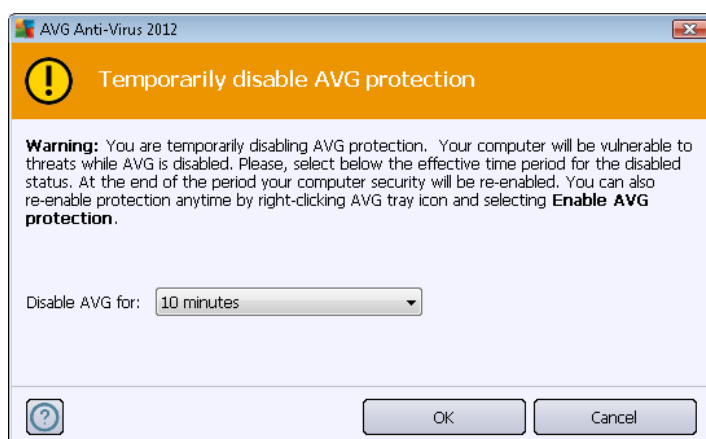 AVG Anti-Virus 2012
Temporarily disable AVG protection
Warning: You are temporarily disabling AVG protection. Your computer will be vulnerable to
threats while AVG is disabled. Please, select below the effective time period for the disabled
status. At the end of the period your computer security will be re-enabled. You can also
re-enable protection anytime by right-clicking AVG tray icon and selecting Enable AVG
protection.
Disable AVG for: 10 minutes
OK Cancel